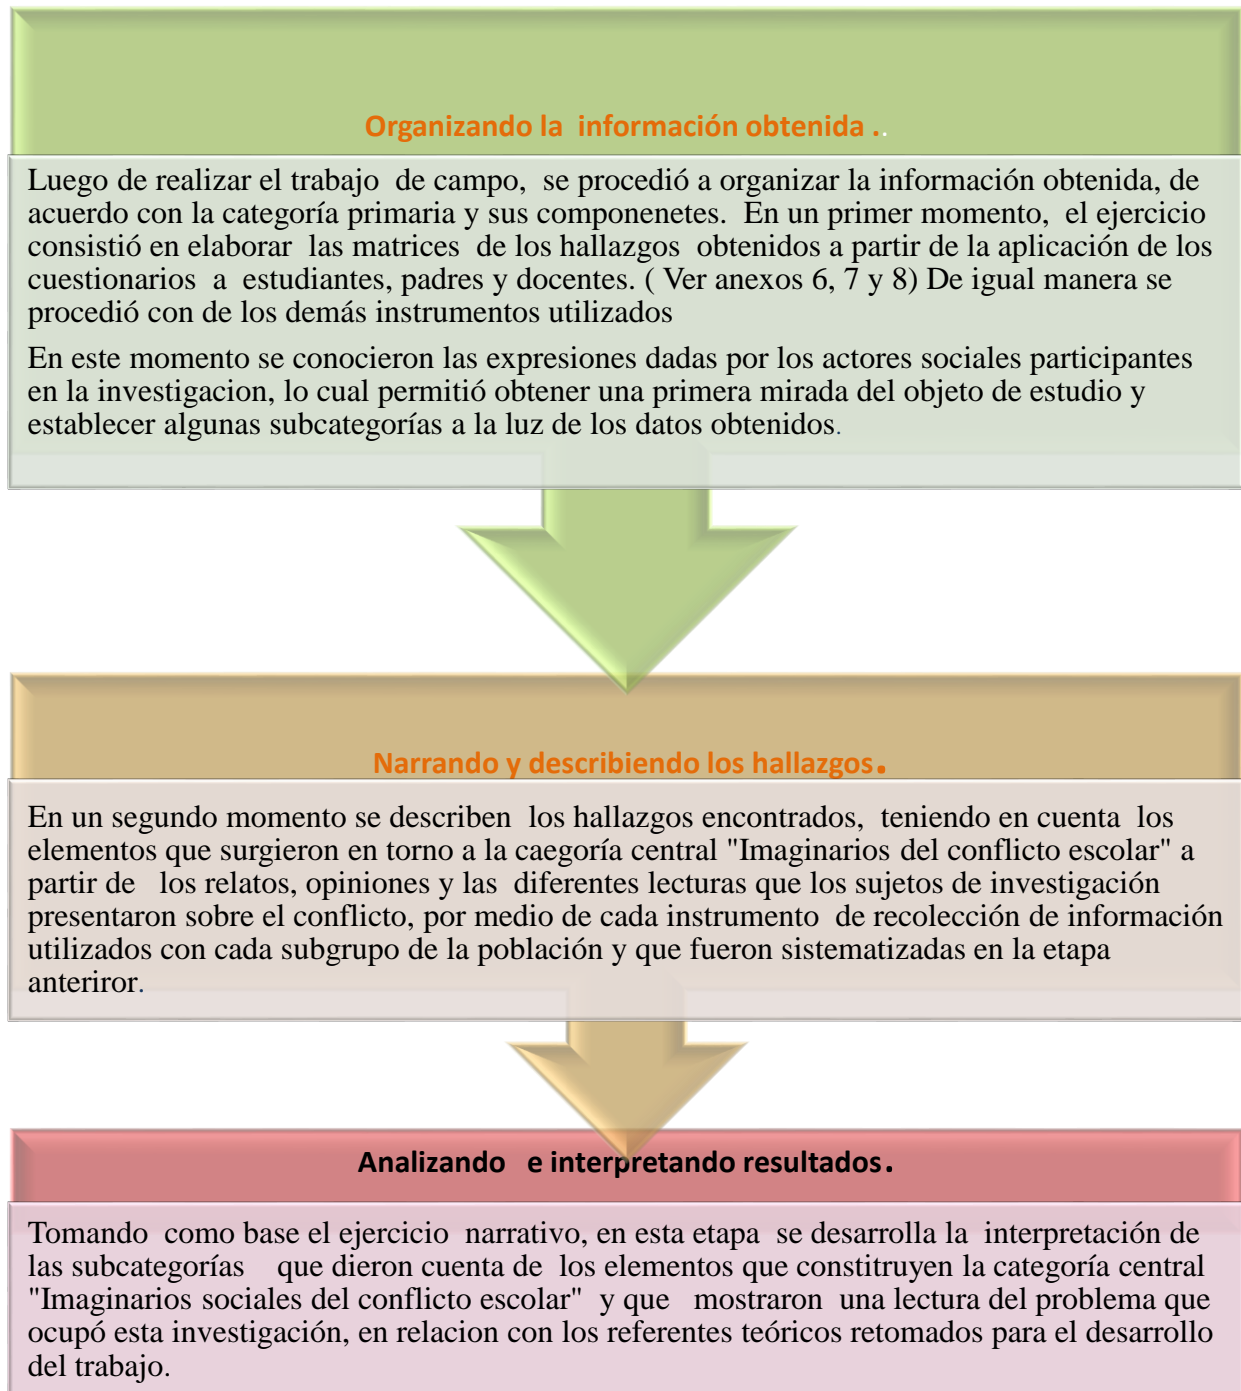 Organizando la información obtenida ..
Luego de realizar el trabajo de campo, se procedió a organizar la información obtenida, de
acuerdo con la categoría primaria y sus componenetes. En un primer momento, el ejercicio
consistió en elaborar las matrices de los hallazgos obtenidos a partir de la aplicación de los
cuestionarios a estudiantes, padres y docentes. ( Ver anexos 6, 7 y 8) De igual manera se
procedió con de los demás instrumentos utilizados
En este momento se conocieron las expresiones dadas por los actores sociales participantes
en la investigacion, lo cual permitió obtener una primera mirada del objeto de estudio y
establecer algunas subcategorías a la luz de los datos obtenidos.
Narrando y describiendo los hallazgos.
En un segundo momento se describen los hallazgos encontrados, teniendo en cuenta los
elementos que surgieron en torno a la caegoría central "Imaginarios del conflicto escolar" a
partir de los relatos, opiniones y las diferentes lecturas que los sujetos de investigación
presentaron sobre el conflicto, por medio de cada instrumento de recolección de información
utilizados con cada subgrupo de la población y que fueron sistematizadas en la etapa
anteriror.
Analizando e interpretando resultados.
Tomando como base el ejercicio narrativo, en esta etapa se desarrolla la interpretación de
las subcategorías que dieron cuenta de los elementos que constitruyen la categoría central
"Imaginarios sociales del conflicto escolar" y que mostraron una lectura del problema que
ocupó esta investigación, en relacion con los referentes teóricos retomados para el desarrollo
del trabajo.